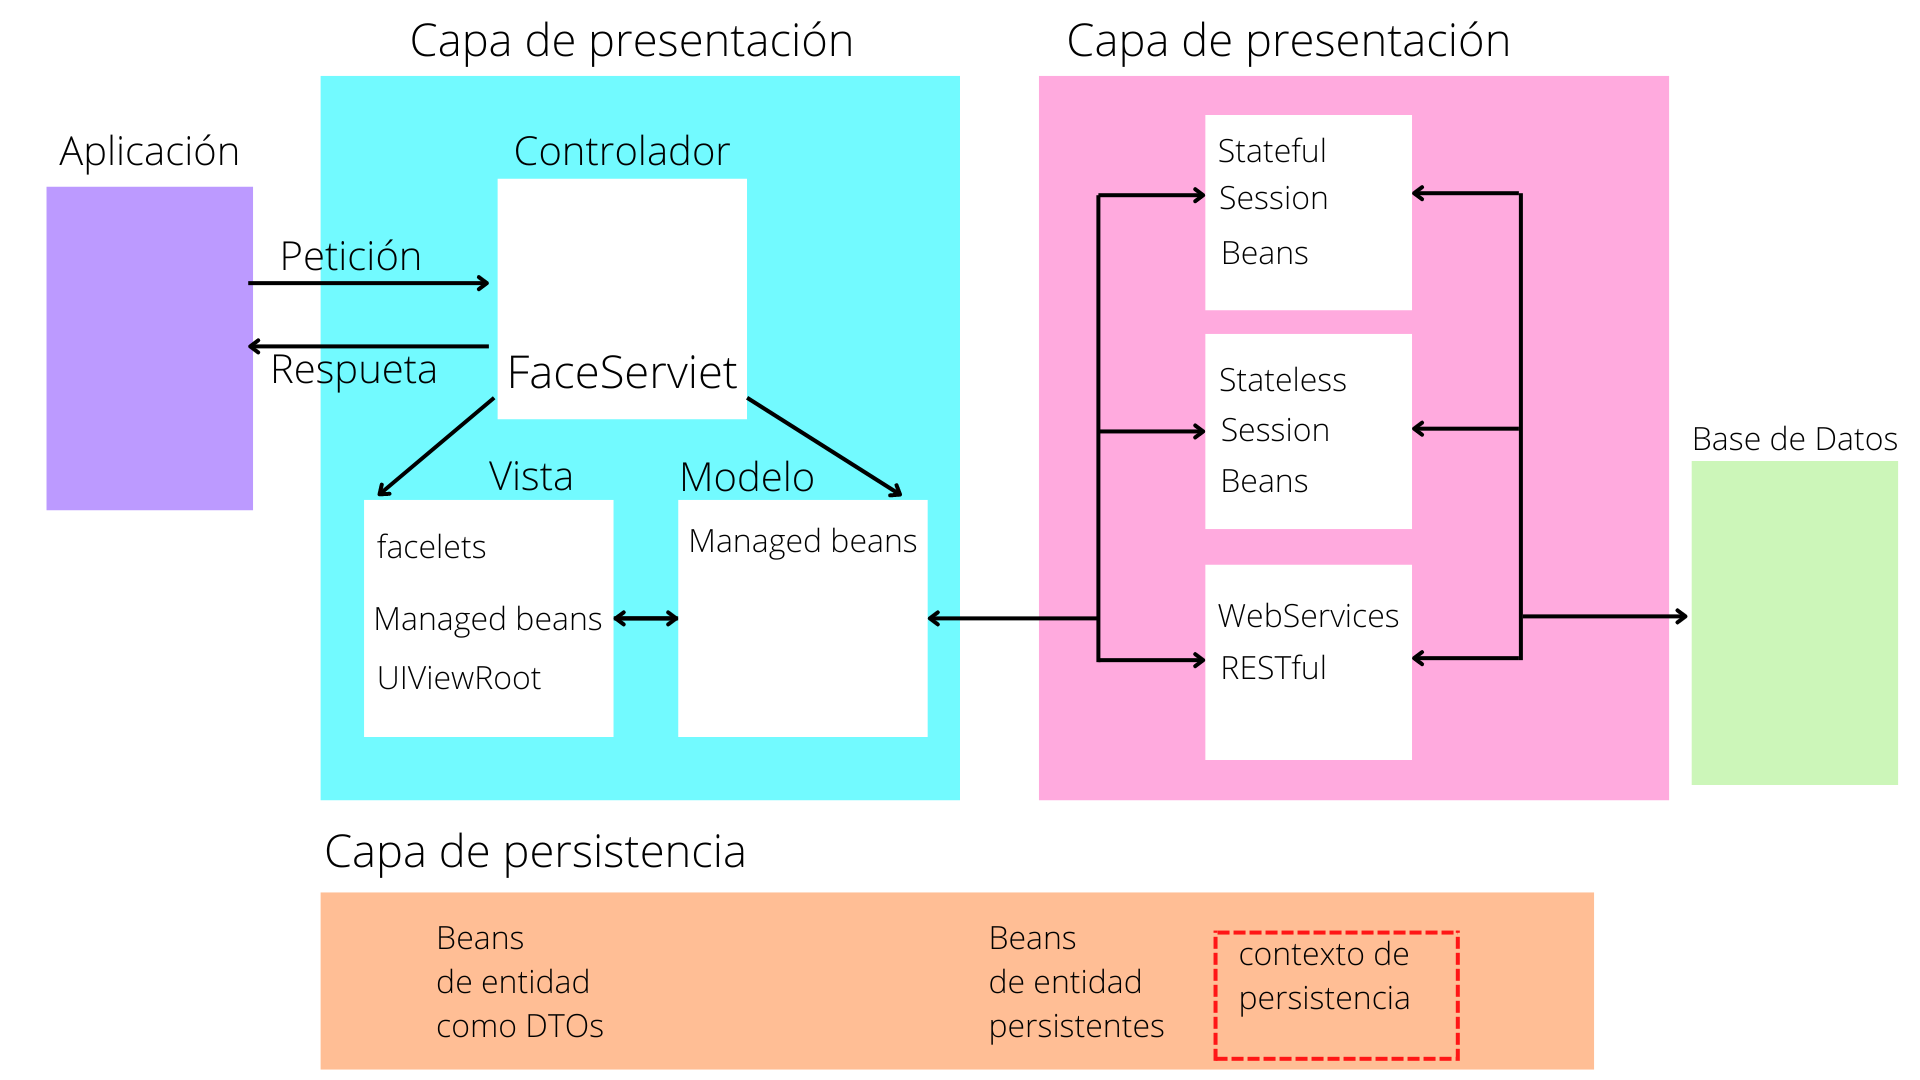 Capa de presentación
Capa de presentación
Aplicación
Controlador
Petición
Respueta
FaceServiet
Vista
Modelo
facelets
Managed beans
UIViewRoot
Managed beans
Stateful
Session
Beans
Stateless
Session
Beans
WebServices
RESTful
Base de Datos
Capa de persistencia
Beans
de entidad
como DTOs
Beans
de entidad
persistentes
contexto de
persistencia